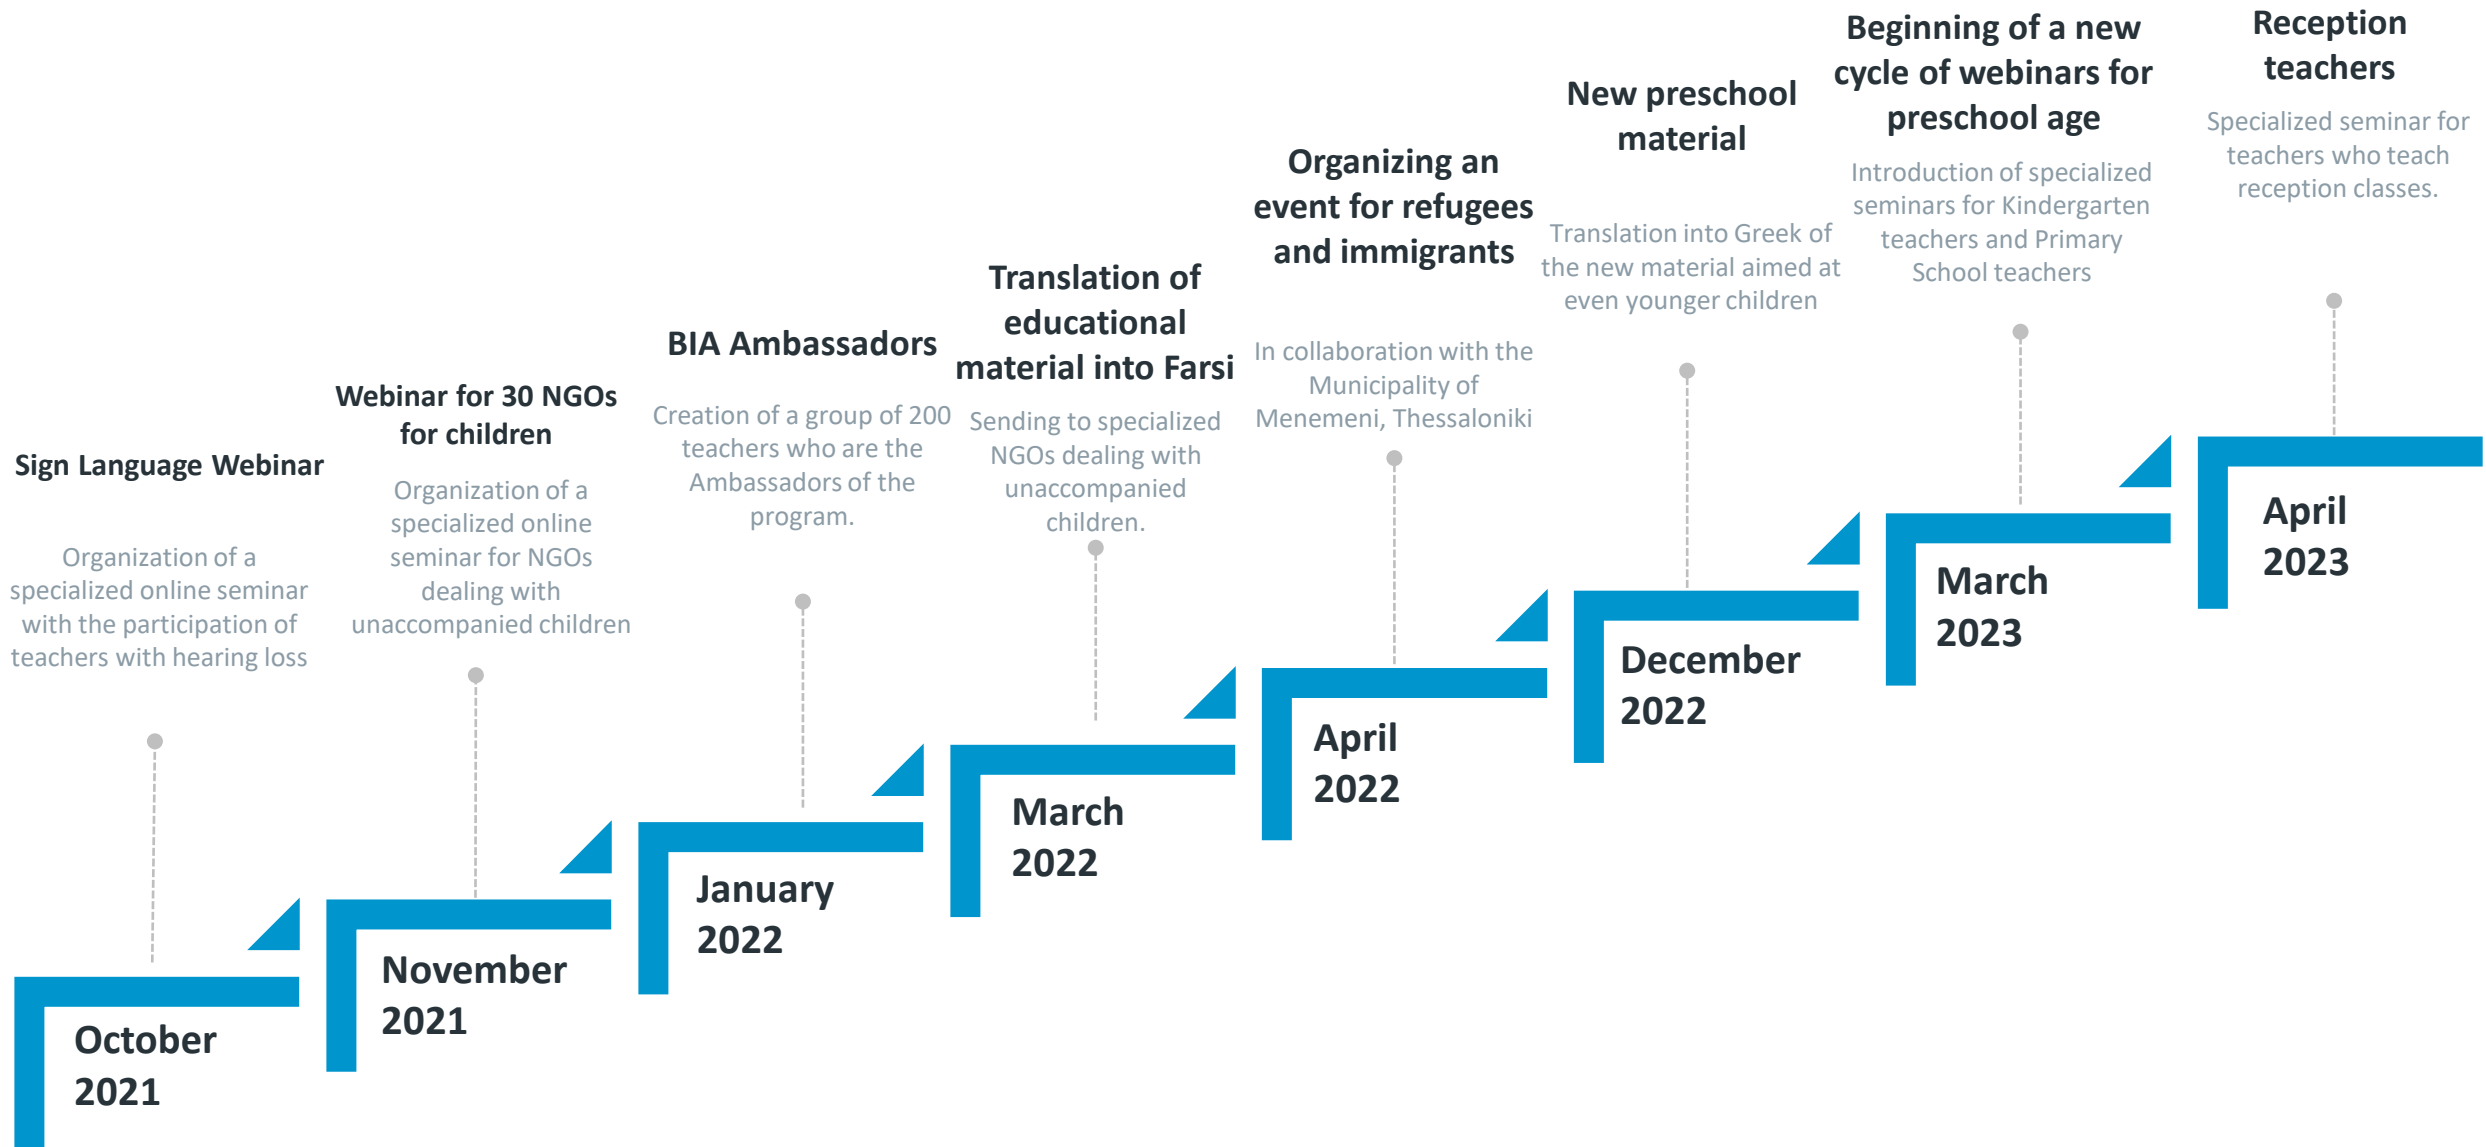 Sign Language Webinar
Organization of a
specialized online seminar
with the participation of
teachers with hearing loss
October
2021
Webinar for 30 NGOs
for children
Organization of a
specialized online
seminar for NGOs
dealing with
unaccompanied children
November
2021
BIA Ambassadors
Creation of a group of 200
teachers who are the
Ambassadors of the
program.
January
2022
Translation of
educational
material into Farsi
Sending to specialized
NGOs dealing with
unaccompanied
children.
March
2022
Organizing an
event for refugees
and immigrants
In collaboration with the
Municipality of
Menemeni, Thessaloniki
April
2022
New preschool
material
Translation into Greek of
the new material aimed at
even younger children
December
2022
Beginning of a new
cycle of webinars for
preschool age
Introduction of specialized
seminars for Kindergarten
teachers and Primary
School teachers
March
2023
Reception
teachers
Specialized seminar for
teachers who teach
reception classes.
April
2023